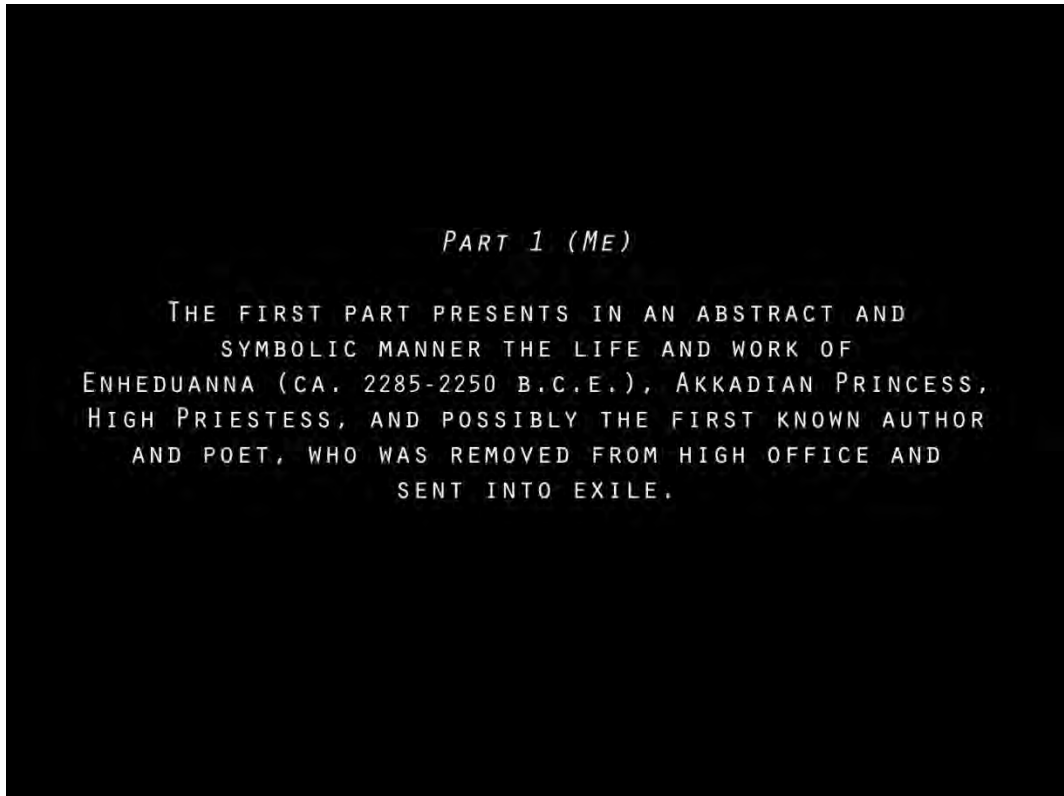 Part 1 (Me)
The first part presents in an abstract and
symbolic manner the life and work of
Enheduanna (ca. 2285-2250 b.c.e.), Akkadian Princess,
High Priestess, and possibly the first known author
and poet, who was removed from high office and
sent into exile.